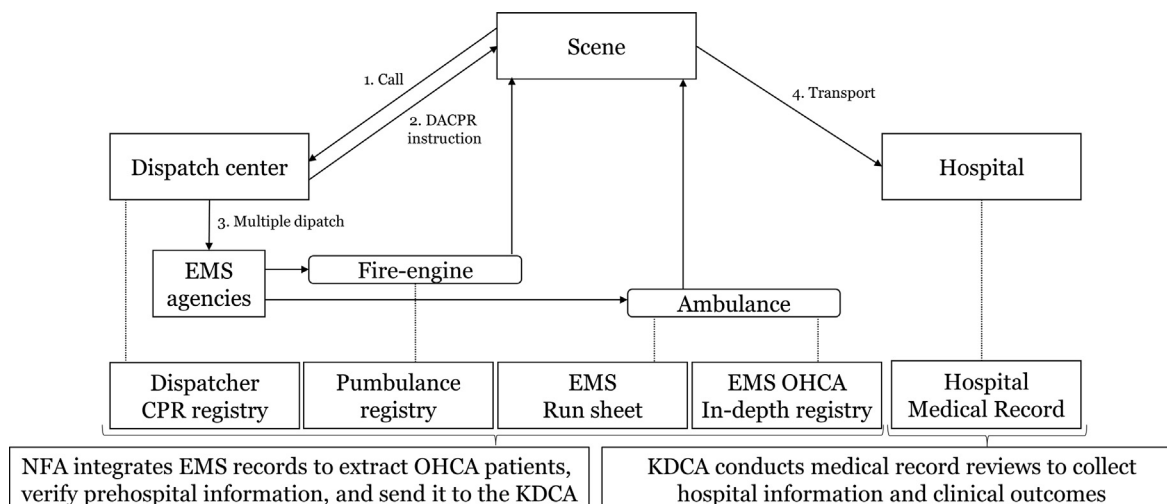 Scene
1. Call
2. DACPR
instruction
4. Transport
Dispatch center
Hospital
3. Multiple dipatch
EMS
agencies
Fire-engine
Ambulance
Dispatcher
CPR registry
Pumbulance
registry
EMS
Run sheet
EMS OHCA
In-depth registry
Hospital
Medical Record
NFA integrates EMS records to extract OHCA patients,
verify prehospital information, and send it to the KDCA
KDCA conducts medical record reviews to collect
hospital information and clinical outcomes